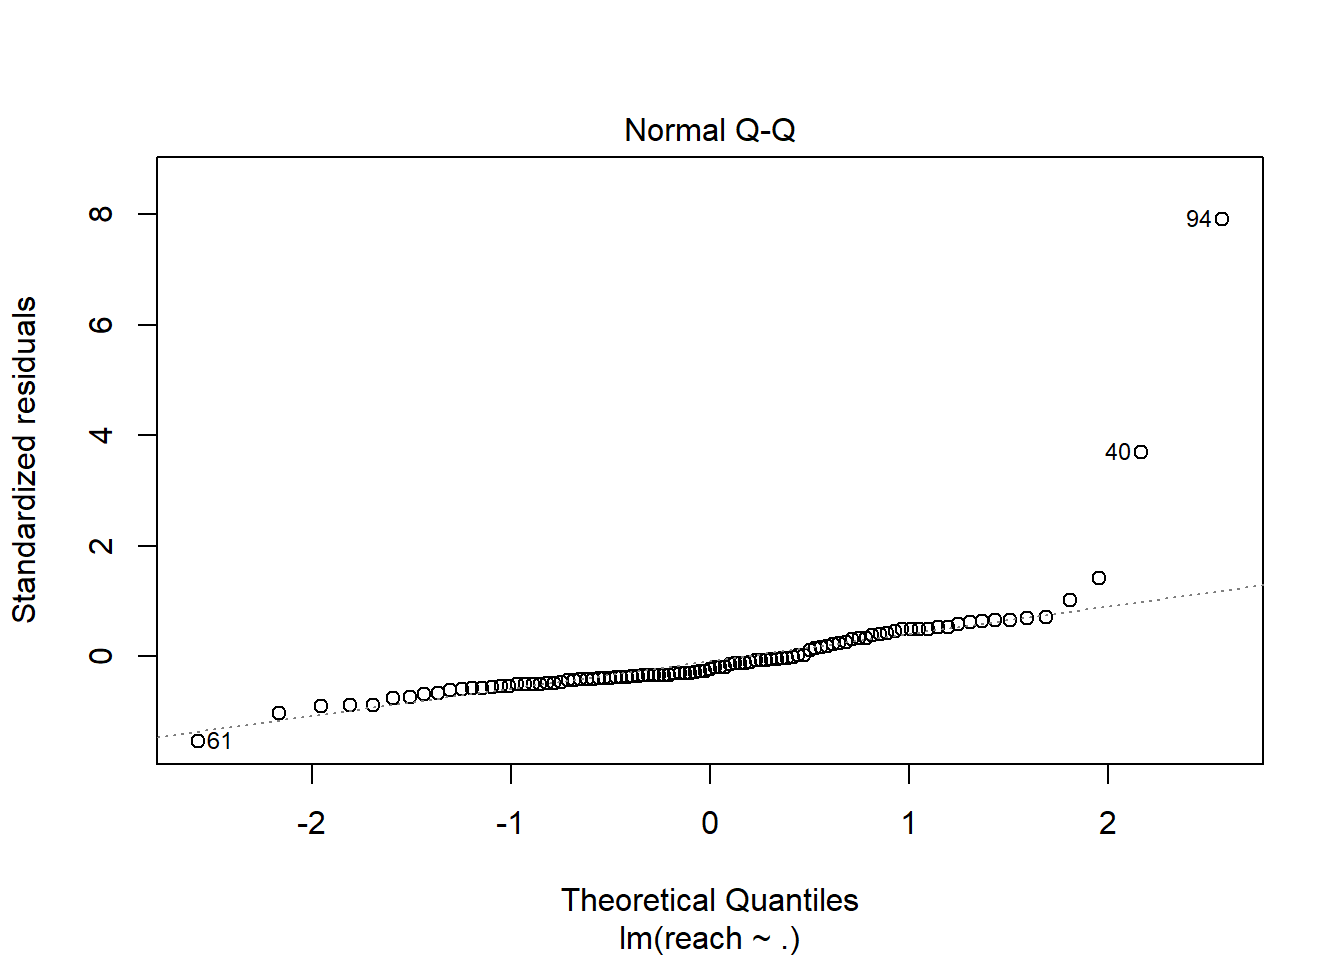 Normal Q-Q
Standardized residuals
8
6
4
2
0
94
40
61
-2 -1 0 1 2
Theoretical Quantiles
lm(reach ~ .)